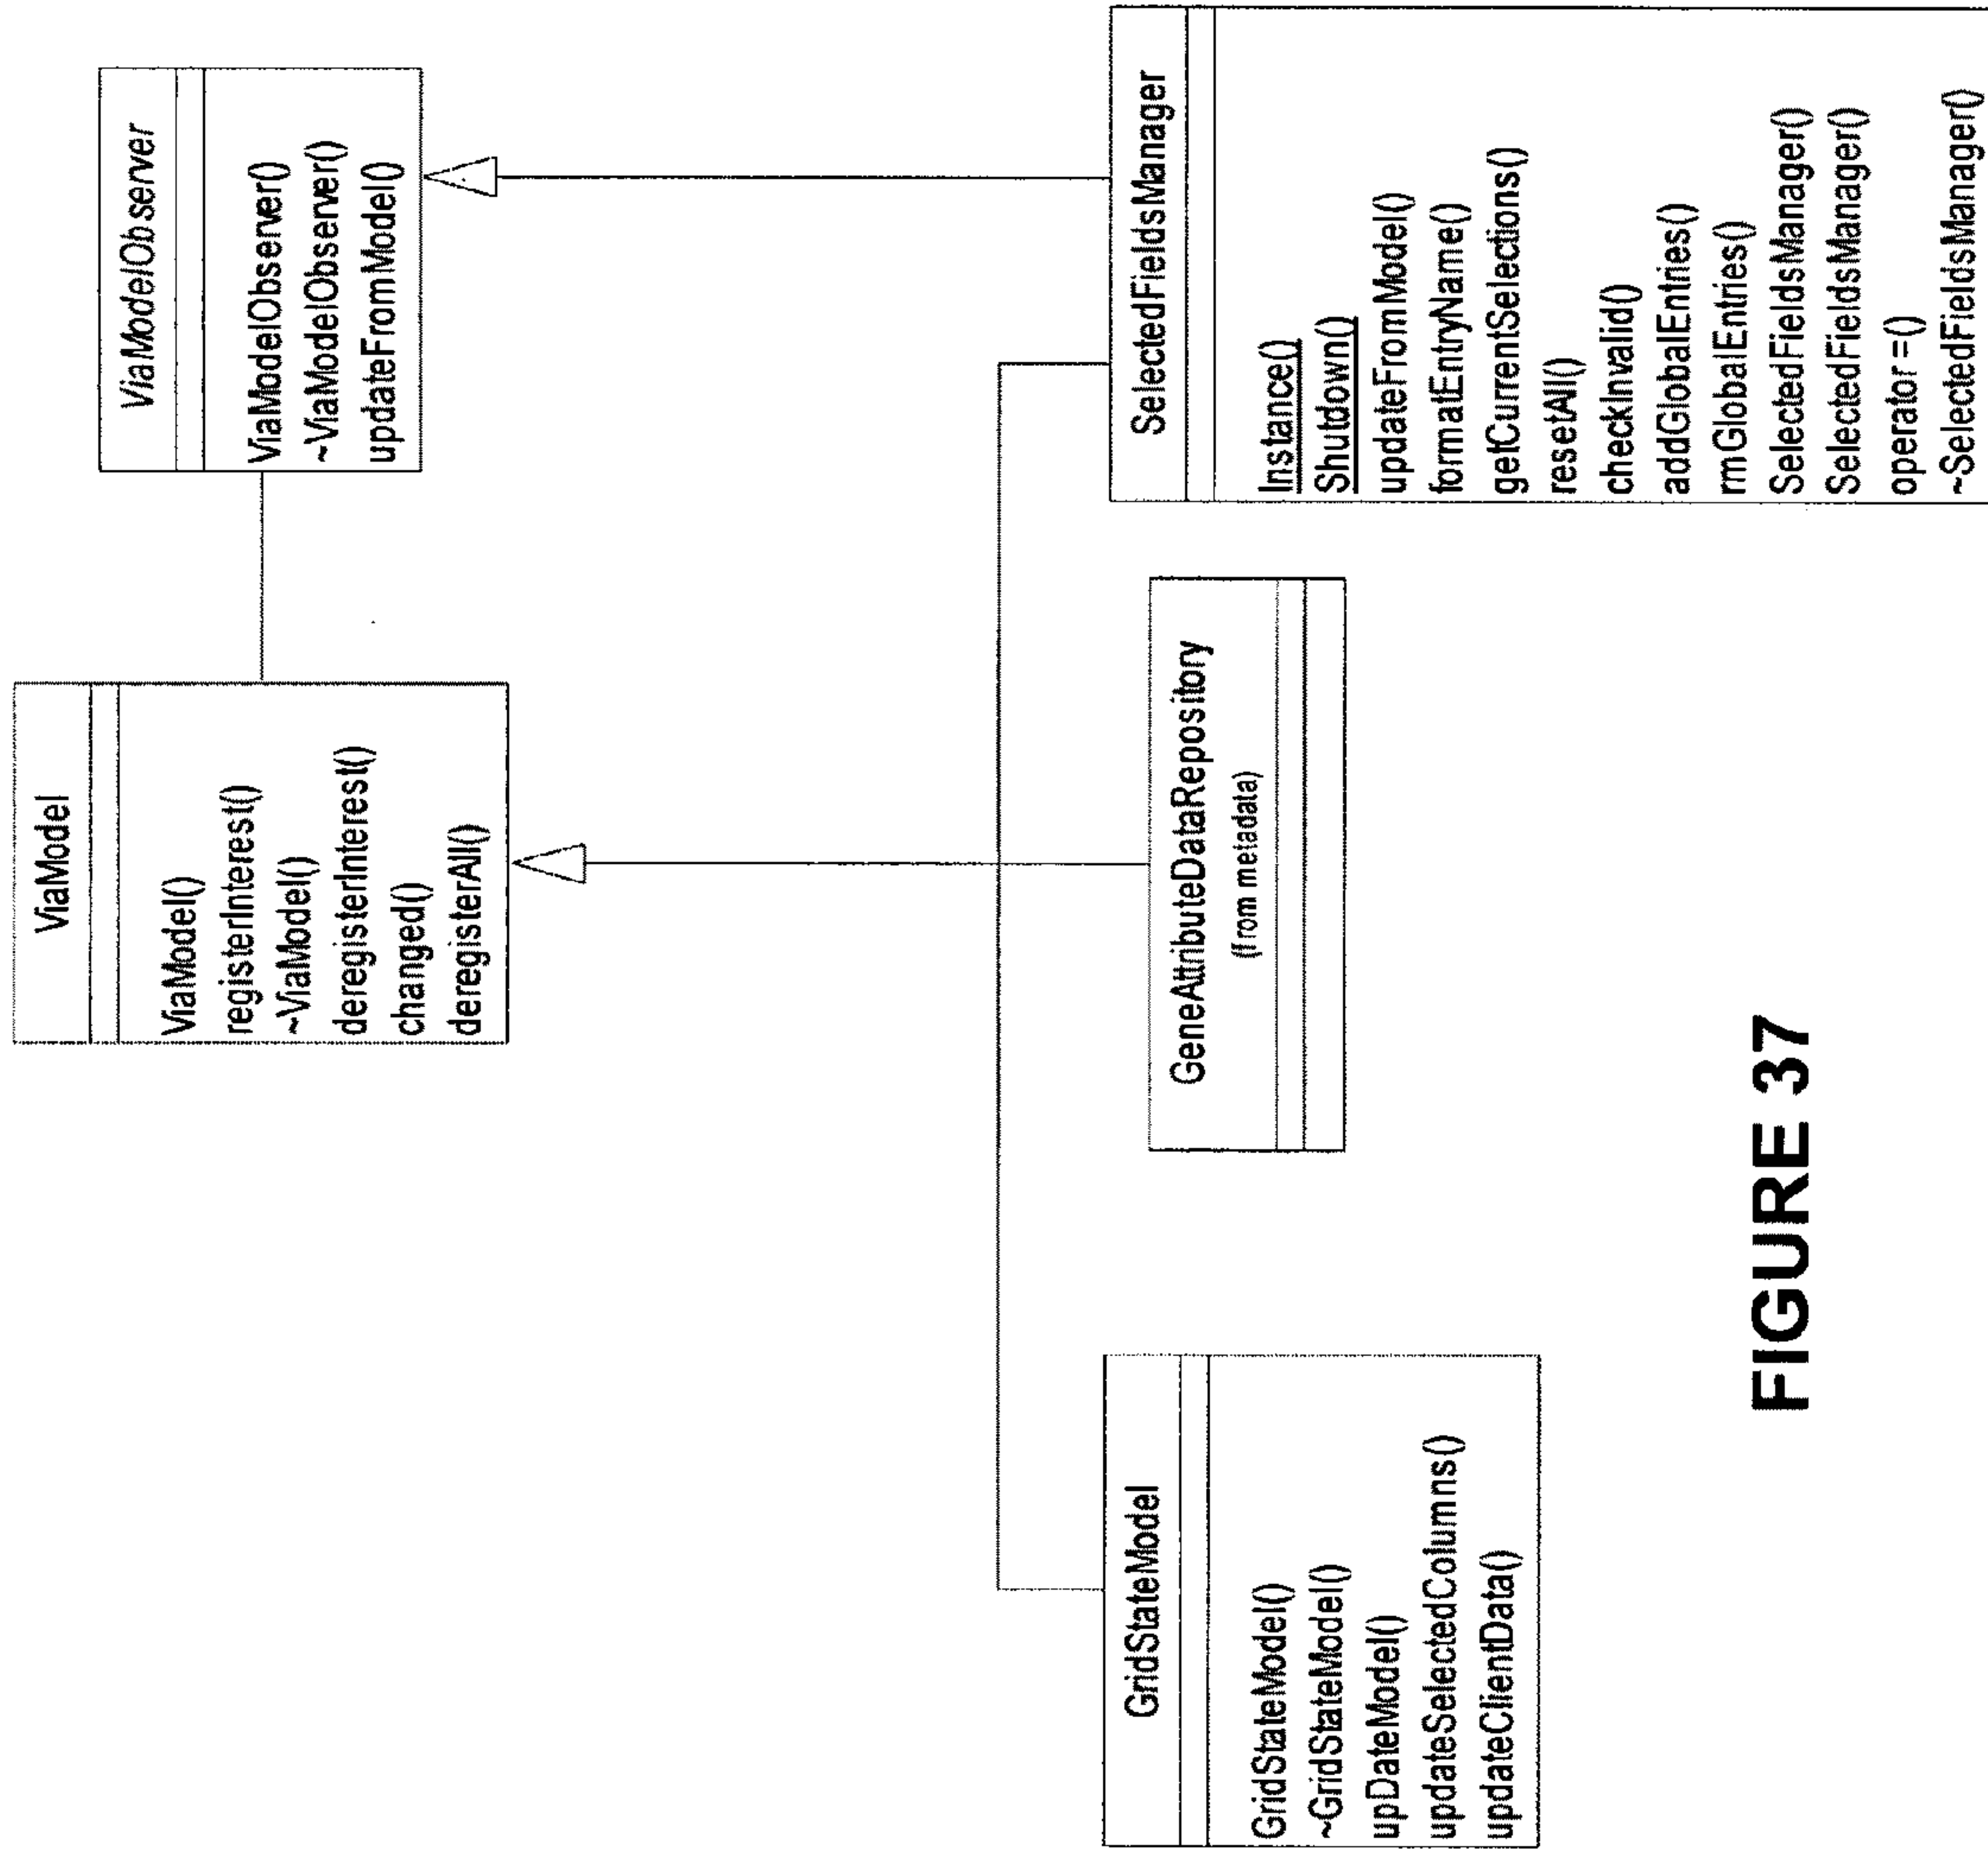 ViaModel
ViaModel()
registerInterest()
~ViaModel()
deregisterInterest()
changed()
deregisterAll()
ViaModelObserver
ViaModelObserver()
~ViaModelObserver()
updateFromModel()
GridStateModel
GridStateModel()
~GridStateModel()
upDateModel()
updateSelectedColumns()
updateClientData()
GeneAttributeDataRepository
(from metadata)
SelectedFieldsManager
Instance()
Shutdown()
updateFromModel()
formatEntryName()
getCurrentSelections()
resetAll()
checkInvalid()
addGlobalEntries()
rmGlobalEntries()
SelectedFieldsManager()
SelectedFieldsManager()
operator=()
~SelectedFieldsManager()
FIGURE 37